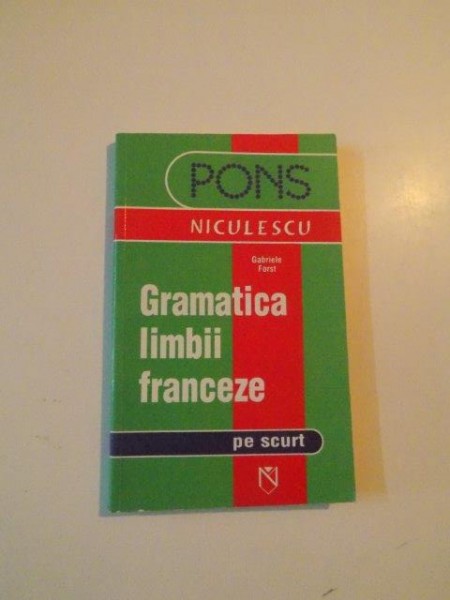 PONS
NICULESCU
Gabriele
Forst
Gramatica
limbii
franceze
pe scurt
N